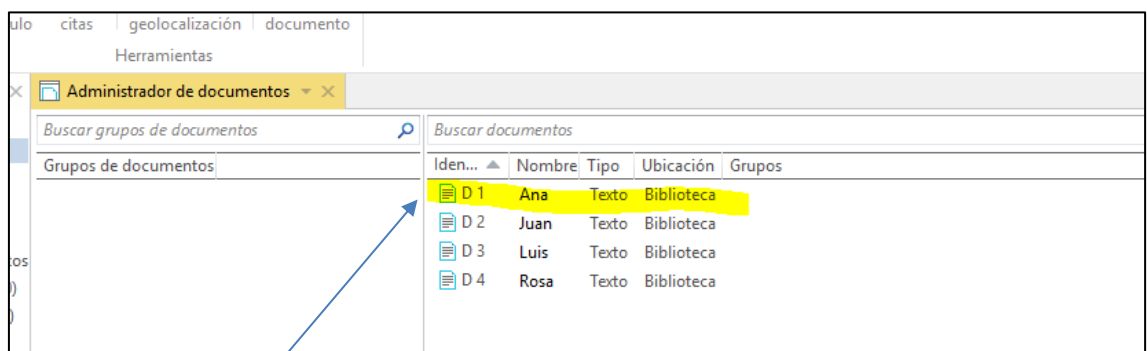 ulo citas geolocalización documento
Herramientas
Administrador de documentos
Buscar grupos de documentos Buscar documentos
Grupos de documentos Iden... Nombre Tipo Ubicación Grupos
D 1 Ana Texto Biblioteca
D 2 Juan Texto Biblioteca
D 3 Luis Texto Biblioteca
tos
D 4 Rosa Texto Biblioteca
)
)